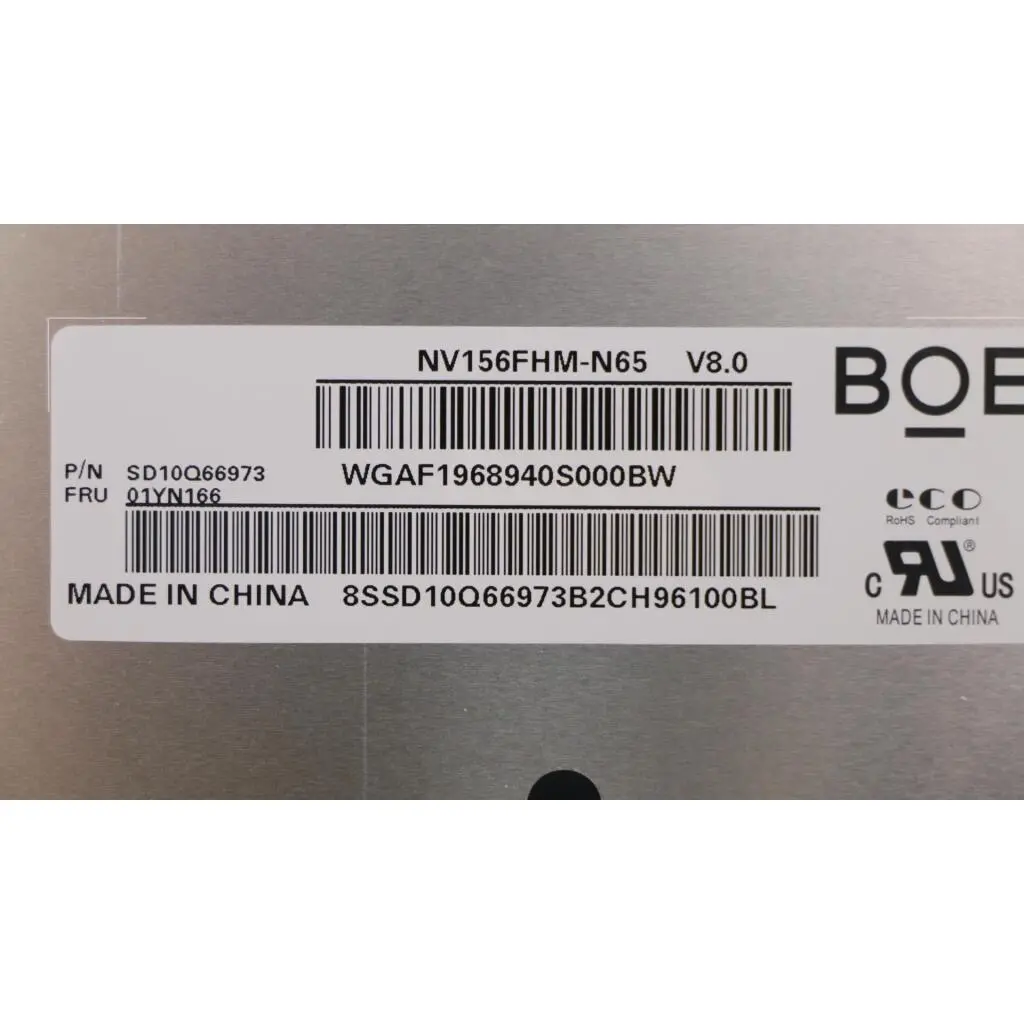 NV156FHM-N65 V8.0
BOE
P/N SD10Q66973
WGAF1968940S000BW
FRU 01YN166
eco
RoHS Compliant
MADE IN CHINA 8SSD10Q66973B2CH96100BL
C RU ® US
MADE IN CHINA